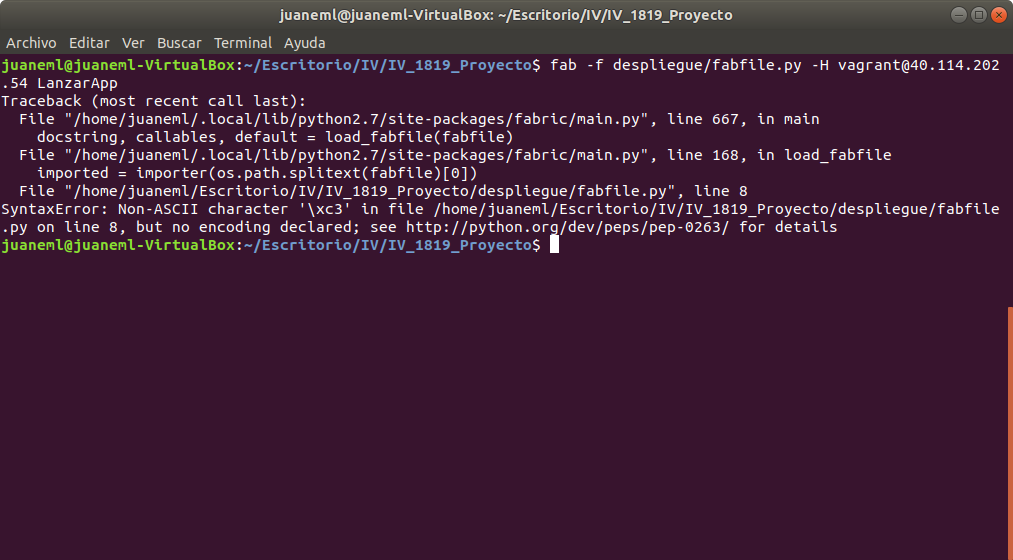 juaneml@juaneml-VirtualBox: ~/Escritorio/IV/IV_1819_Proyecto
Archivo Editar Ver Buscar Terminal Ayuda
juaneml@juaneml-VirtualBox:~/Escritorio/IV/IV_1819_Proyecto$ fab -f despliegue/fabfile.py -H vagrant@40.114.202
.54 LanzarApp
Traceback (most recent call last):
  File "/home/juaneml/.local/lib/python2.7/site-packages/fabric/main.py", line 667, in main
    docstring, callables, default = load_fabfile(fabfile)
  File "/home/juaneml/.local/lib/python2.7/site-packages/fabric/main.py", line 168, in load_fabfile
    imported = importer(os.path.splitext(fabfile)[0])
  File "/home/juaneml/Escritorio/IV/IV_1819_Proyecto/despliegue/fabfile.py", line 8
SyntaxError: Non-ASCII character '\xc3' in file /home/juaneml/Escritorio/IV/IV_1819_Proyecto/despliegue/fabfile
.py on line 8, but no encoding declared; see http://python.org/dev/peps/pep-0263/ for details
juaneml@juaneml-VirtualBox:~/Escritorio/IV/IV_1819_Proyecto$